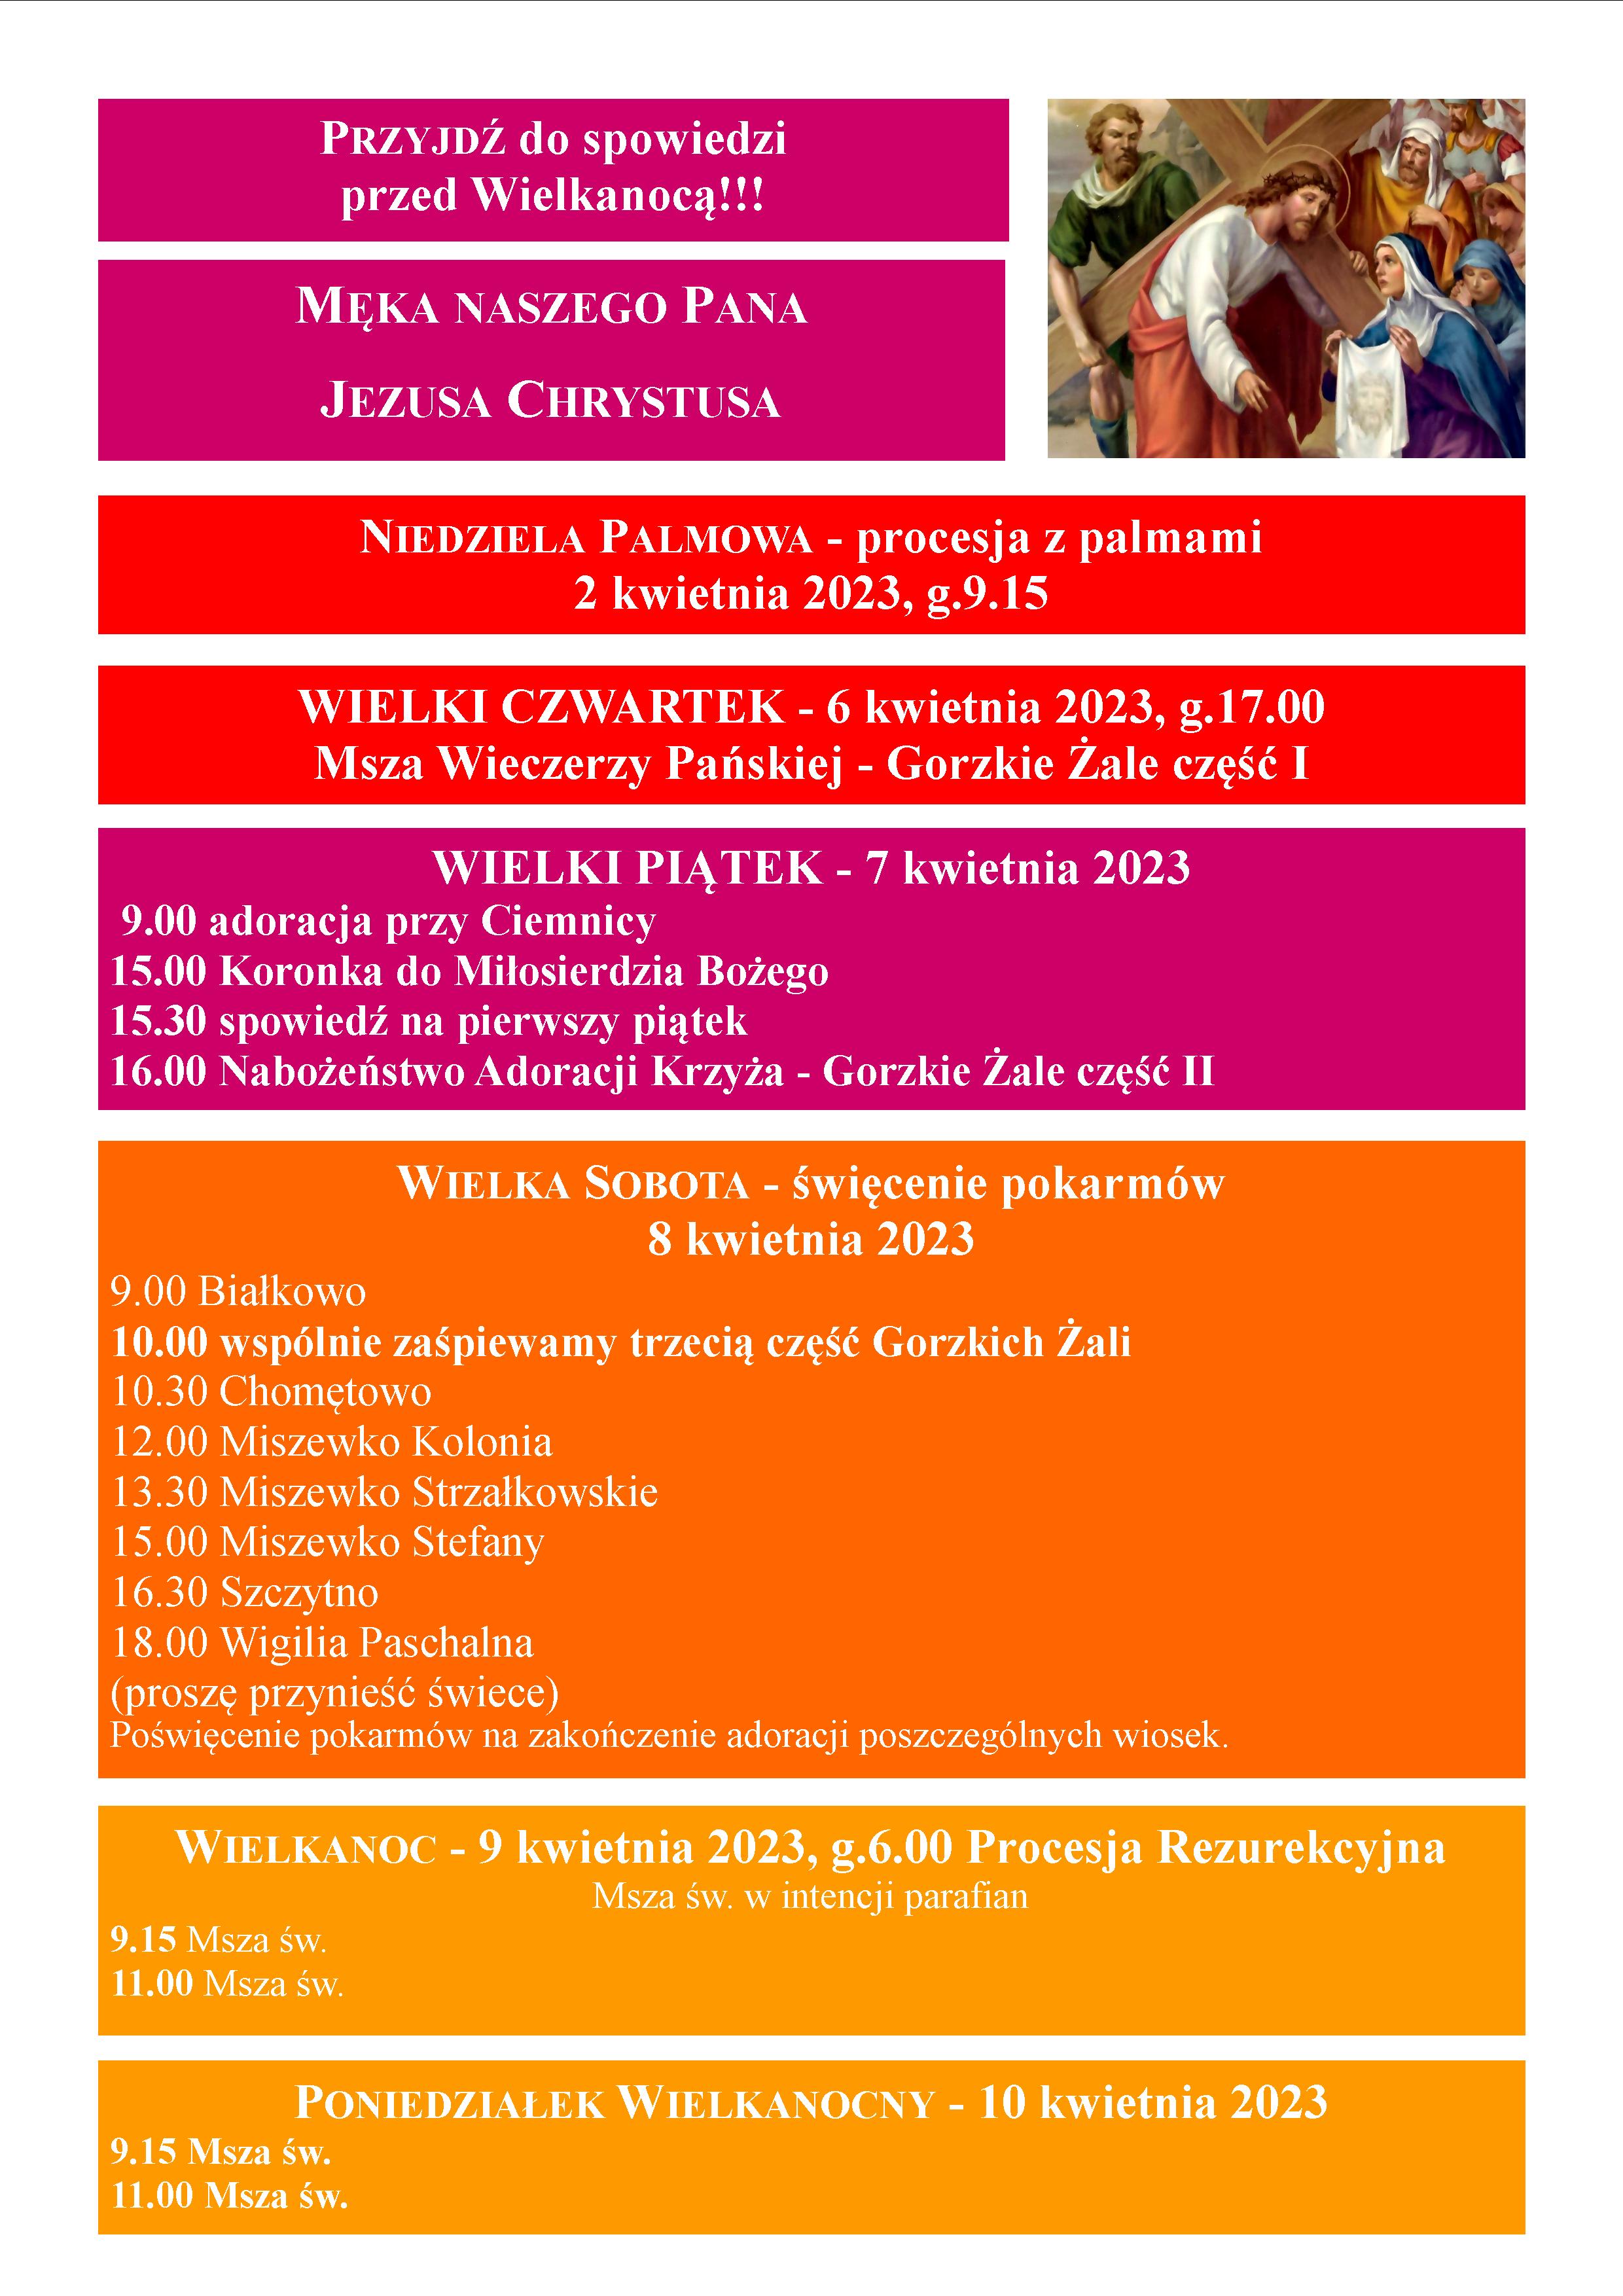 PRZYJDŹ do spowiedzi
przed Wielkanocą!!!
MĘKA NASZEGO PANA
JEZUSA CHRYSTUSA
NIEDZIELA PALMOWA - procesja z palmami
2 kwietnia 2023, g.9.15
WIELKI CZWARTEK - 6 kwietnia 2023, g.17.00
Msza Wieczerzy Pańskiej - Gorzkie Żale część I
WIELKI PIĄTEK - 7 kwietnia 2023
9.00 adoracja przy Ciemnicy
15.00 Koronka do Miłosierdzia Bożego
15.30 spowiedź na pierwszy piątek
16.00 Nabożeństwo Adoracji Krzyża - Gorzkie Żale część II
WIELKA SOBOTA - święcenie pokarmów
8 kwietnia 2023
9.00 Białkowo
10.00 wspólnie zaśpiewamy trzecią część Gorzkich Żali
10.30 Chomętowo
12.00 Miszewko Kolonia
13.30 Miszewko Strzałkowskie
15.00 Miszewko Stefany
16.30 Szczytno
18.00 Wigilia Paschalna
(proszę przynieść świece)
Poświęcenie pokarmów na zakończenie adoracji poszczególnych wiosek.
WIELKANOC - 9 kwietnia 2023, g.6.00 Procesja Rezurekcyjna
Msza św. w intencji parafian
9.15 Msza św.
11.00 Msza św.
PONIEDZIAŁEK WIELKANOCNY - 10 kwietnia 2023
9.15 Msza św.
11.00 Msza św.